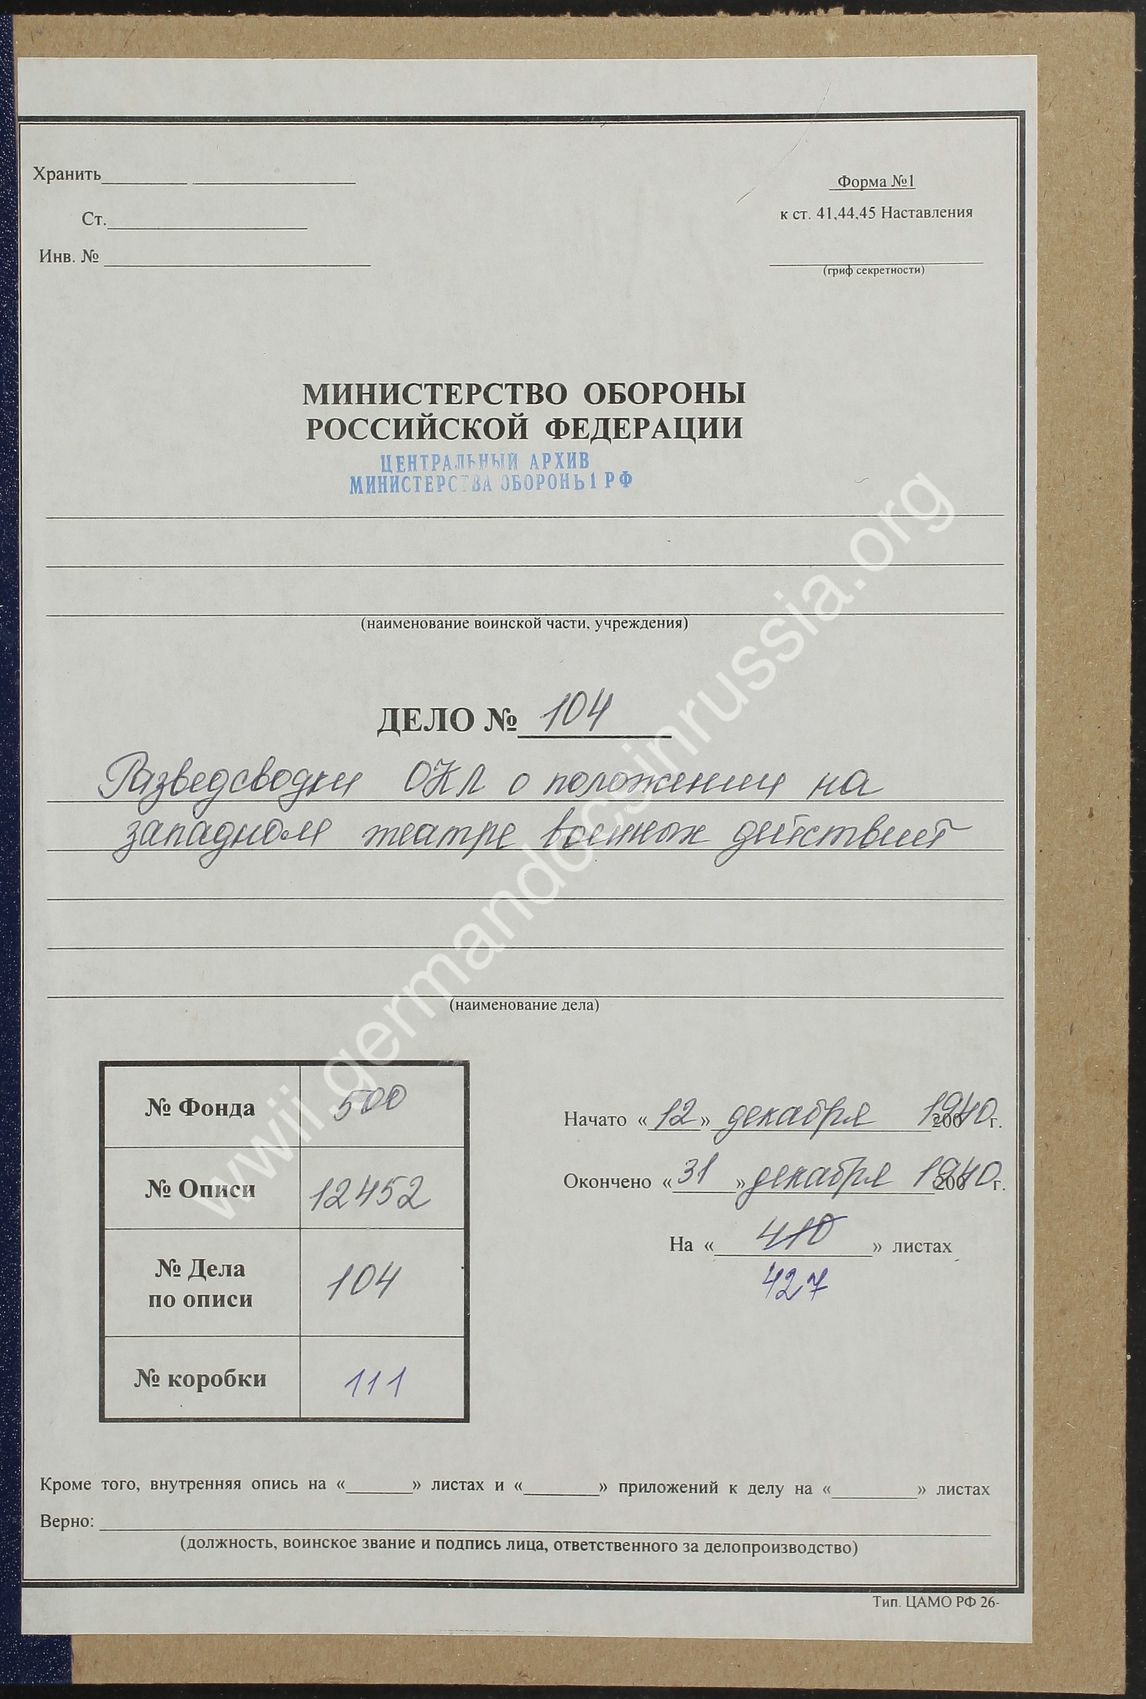 Хранить
Форма №1
Ст.
к ст. 41,44,45 Наставления
Инв. №
(гриф секретности)
МИНИСТЕРСТВО ОБОРОНЫ
РОССИЙСКОЙ ФЕДЕРАЦИИ
ЦЕНТРАЛЬНЫЙ АРХИВ
МИНИСТЕРСТВА ОБОРОНЫ РФ
(наименование воинской части, учреждения)
ДЕЛО № 104
Разведсводки ОКЛ о положении на
западном театре военных действий
(наименование дела)
№ Фонда 500
№ Описи 12452
№ Дела
по описи 104
№ коробки 111
Начато «12» декабря 1940 г.
Окончено «31» декабря 1940 г.
На «410» листах
427
Кроме того, внутренняя опись на «» листах и «» приложений к делу на «» листах
Верно:
(должность, воинское звание и подпись лица, ответственного за делопроизводство)
Тип. ЦАМО РФ 26-
wwii.germandocsinrussia.org